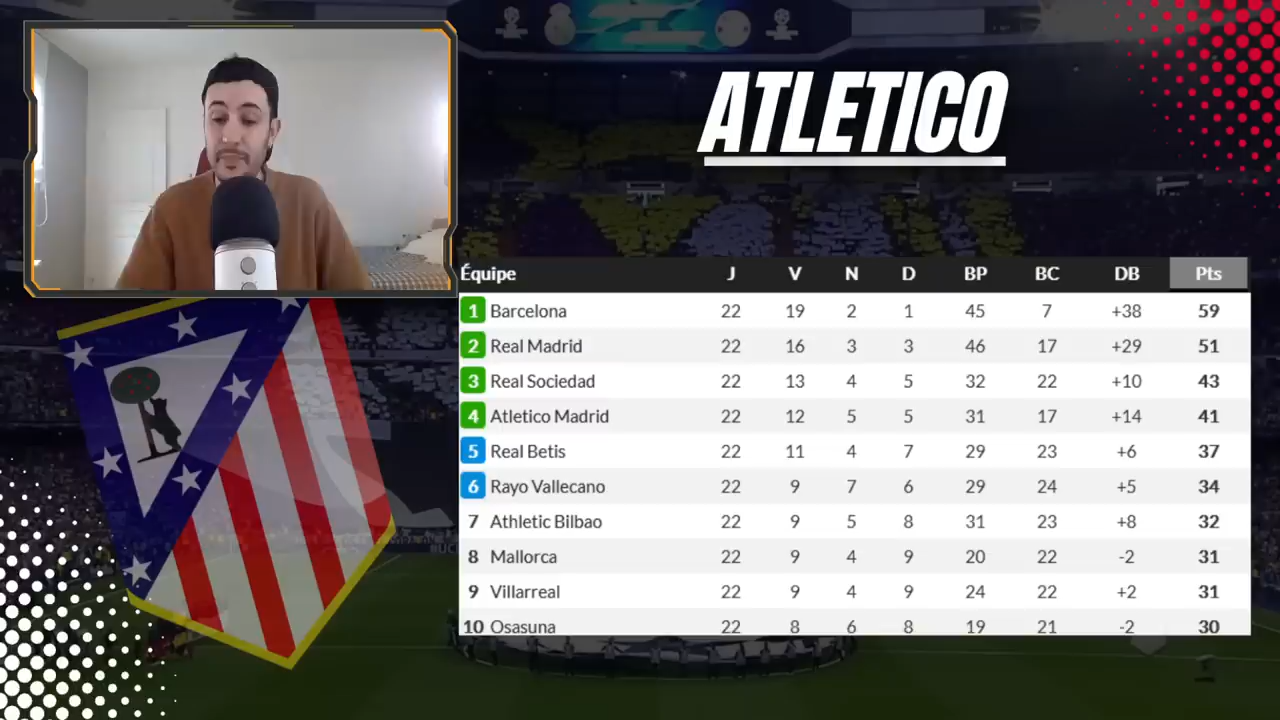 ATLETICO
Équipe J V N D BP BC DB Pts
1 Barcelona 22 19 2 1 45 7 +38 59
2 Real Madrid 22 16 3 3 46 17 +29 51
3 Real Sociedad 22 13 4 5 32 22 +10 43
4 Atletico Madrid 22 12 5 5 31 17 +14 41
5 Real Betis 22 11 4 7 29 23 +6 37
6 Rayo Vallecano 22 9 7 6 29 24 +5 34
7 Athletic Bilbao 22 9 5 8 31 23 +8 32
8 Mallorca 22 9 4 9 20 22 -2 31
9 Villarreal 22 9 4 9 24 22 +2 31
10 Osasuna 22 8 6 8 19 21 -2 30